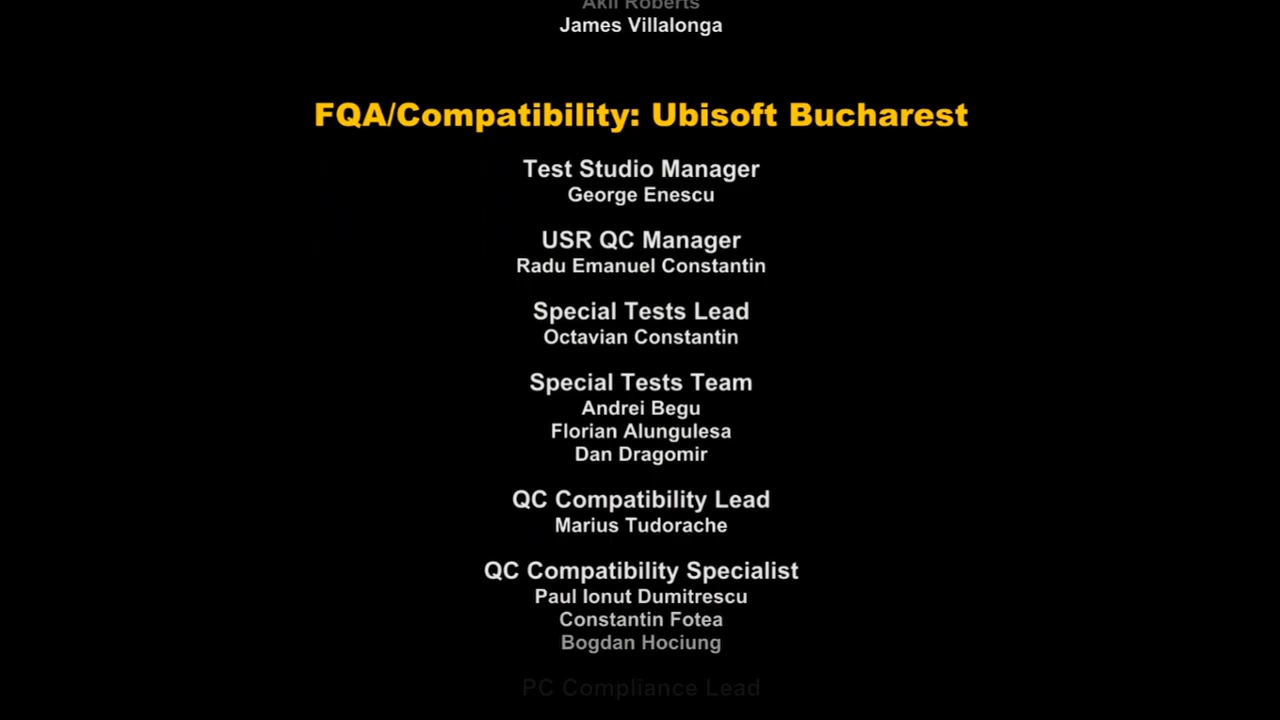 Akil Roberts
James Villalonga
FQA/Compatibility: Ubisoft Bucharest
Test Studio Manager
George Enescu
USR QC Manager
Radu Emanuel Constantin
Special Tests Lead
Octavian Constantin
Special Tests Team
Andrei Begu
Florian Alungulesa
Dan Dragomir
QC Compatibility Lead
Marius Tudorache
QC Compatibility Specialist
Paul Ionut Dumitrescu
Constantin Fotea
Bogdan Hociung
PC Compliance Lead